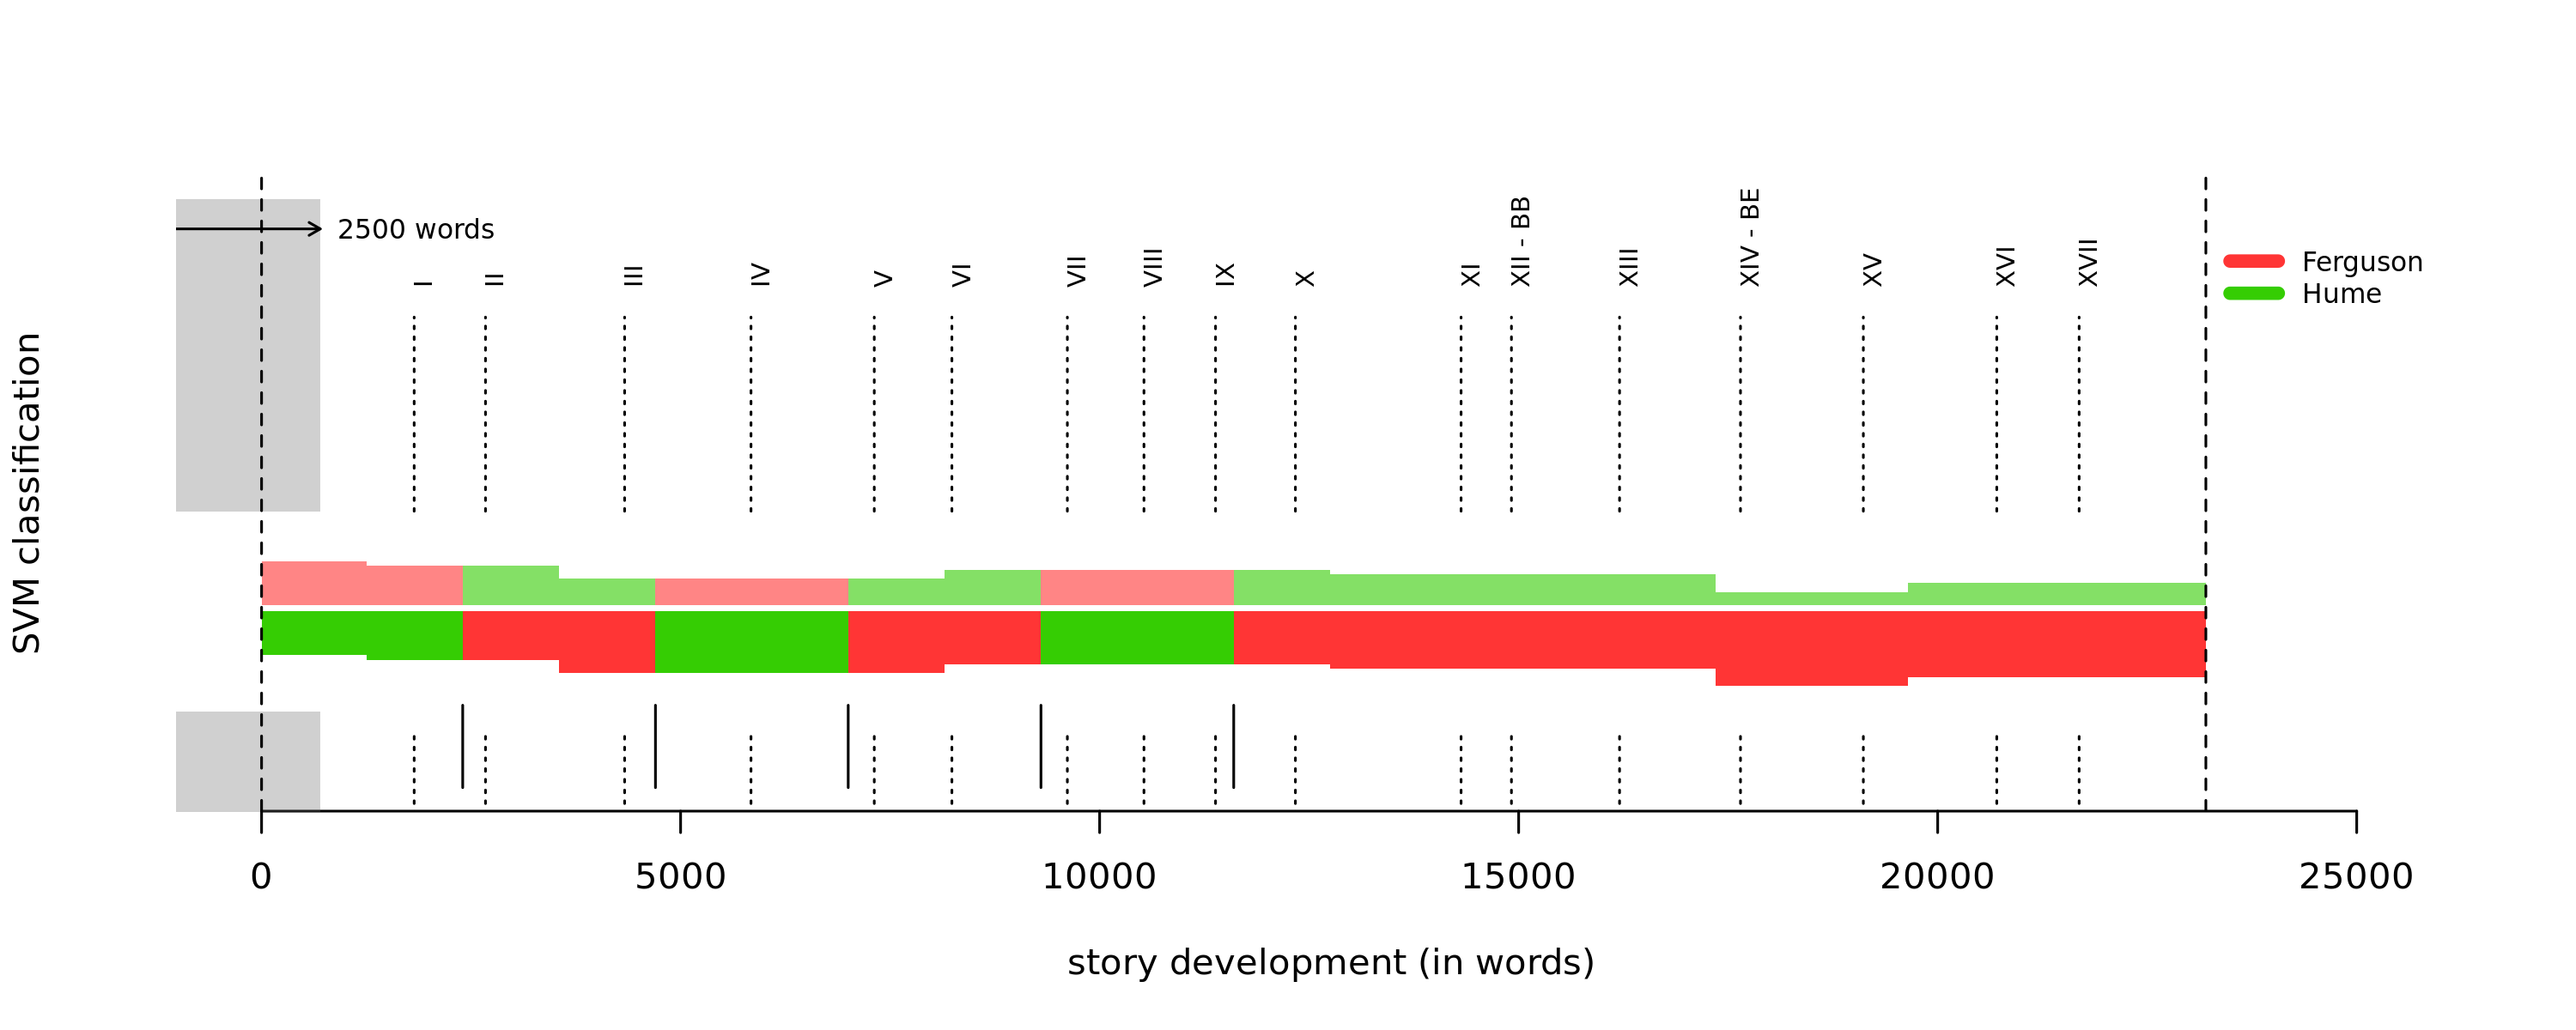 2500 words
I
II
III
IV
V
VI
VII
VIII
IX
X
XI
XII - BB
XIII
XIV - BE
XV
XVI
XVII
Ferguson
Hume
SVM classification
0
5000
10000
15000
20000
25000
story development (in words)